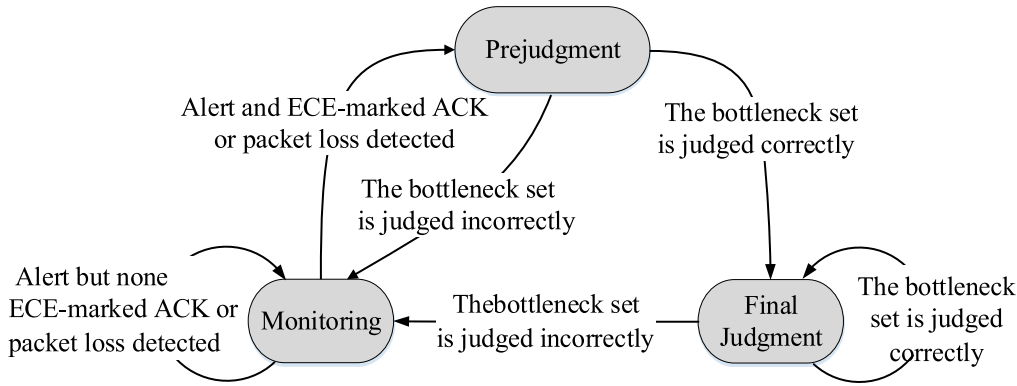 Prejudgment
Alert and ECE-marked ACK
or packet loss detected
The bottleneck set
is judged correctly
The bottleneck set
is judged incorrectly
Alert but none
ECE-marked ACK or
packet loss detected
Monitoring
Thebottleneck set
is judged incorrectly
Final
Judgment
The bottleneck
set is judged
correctly